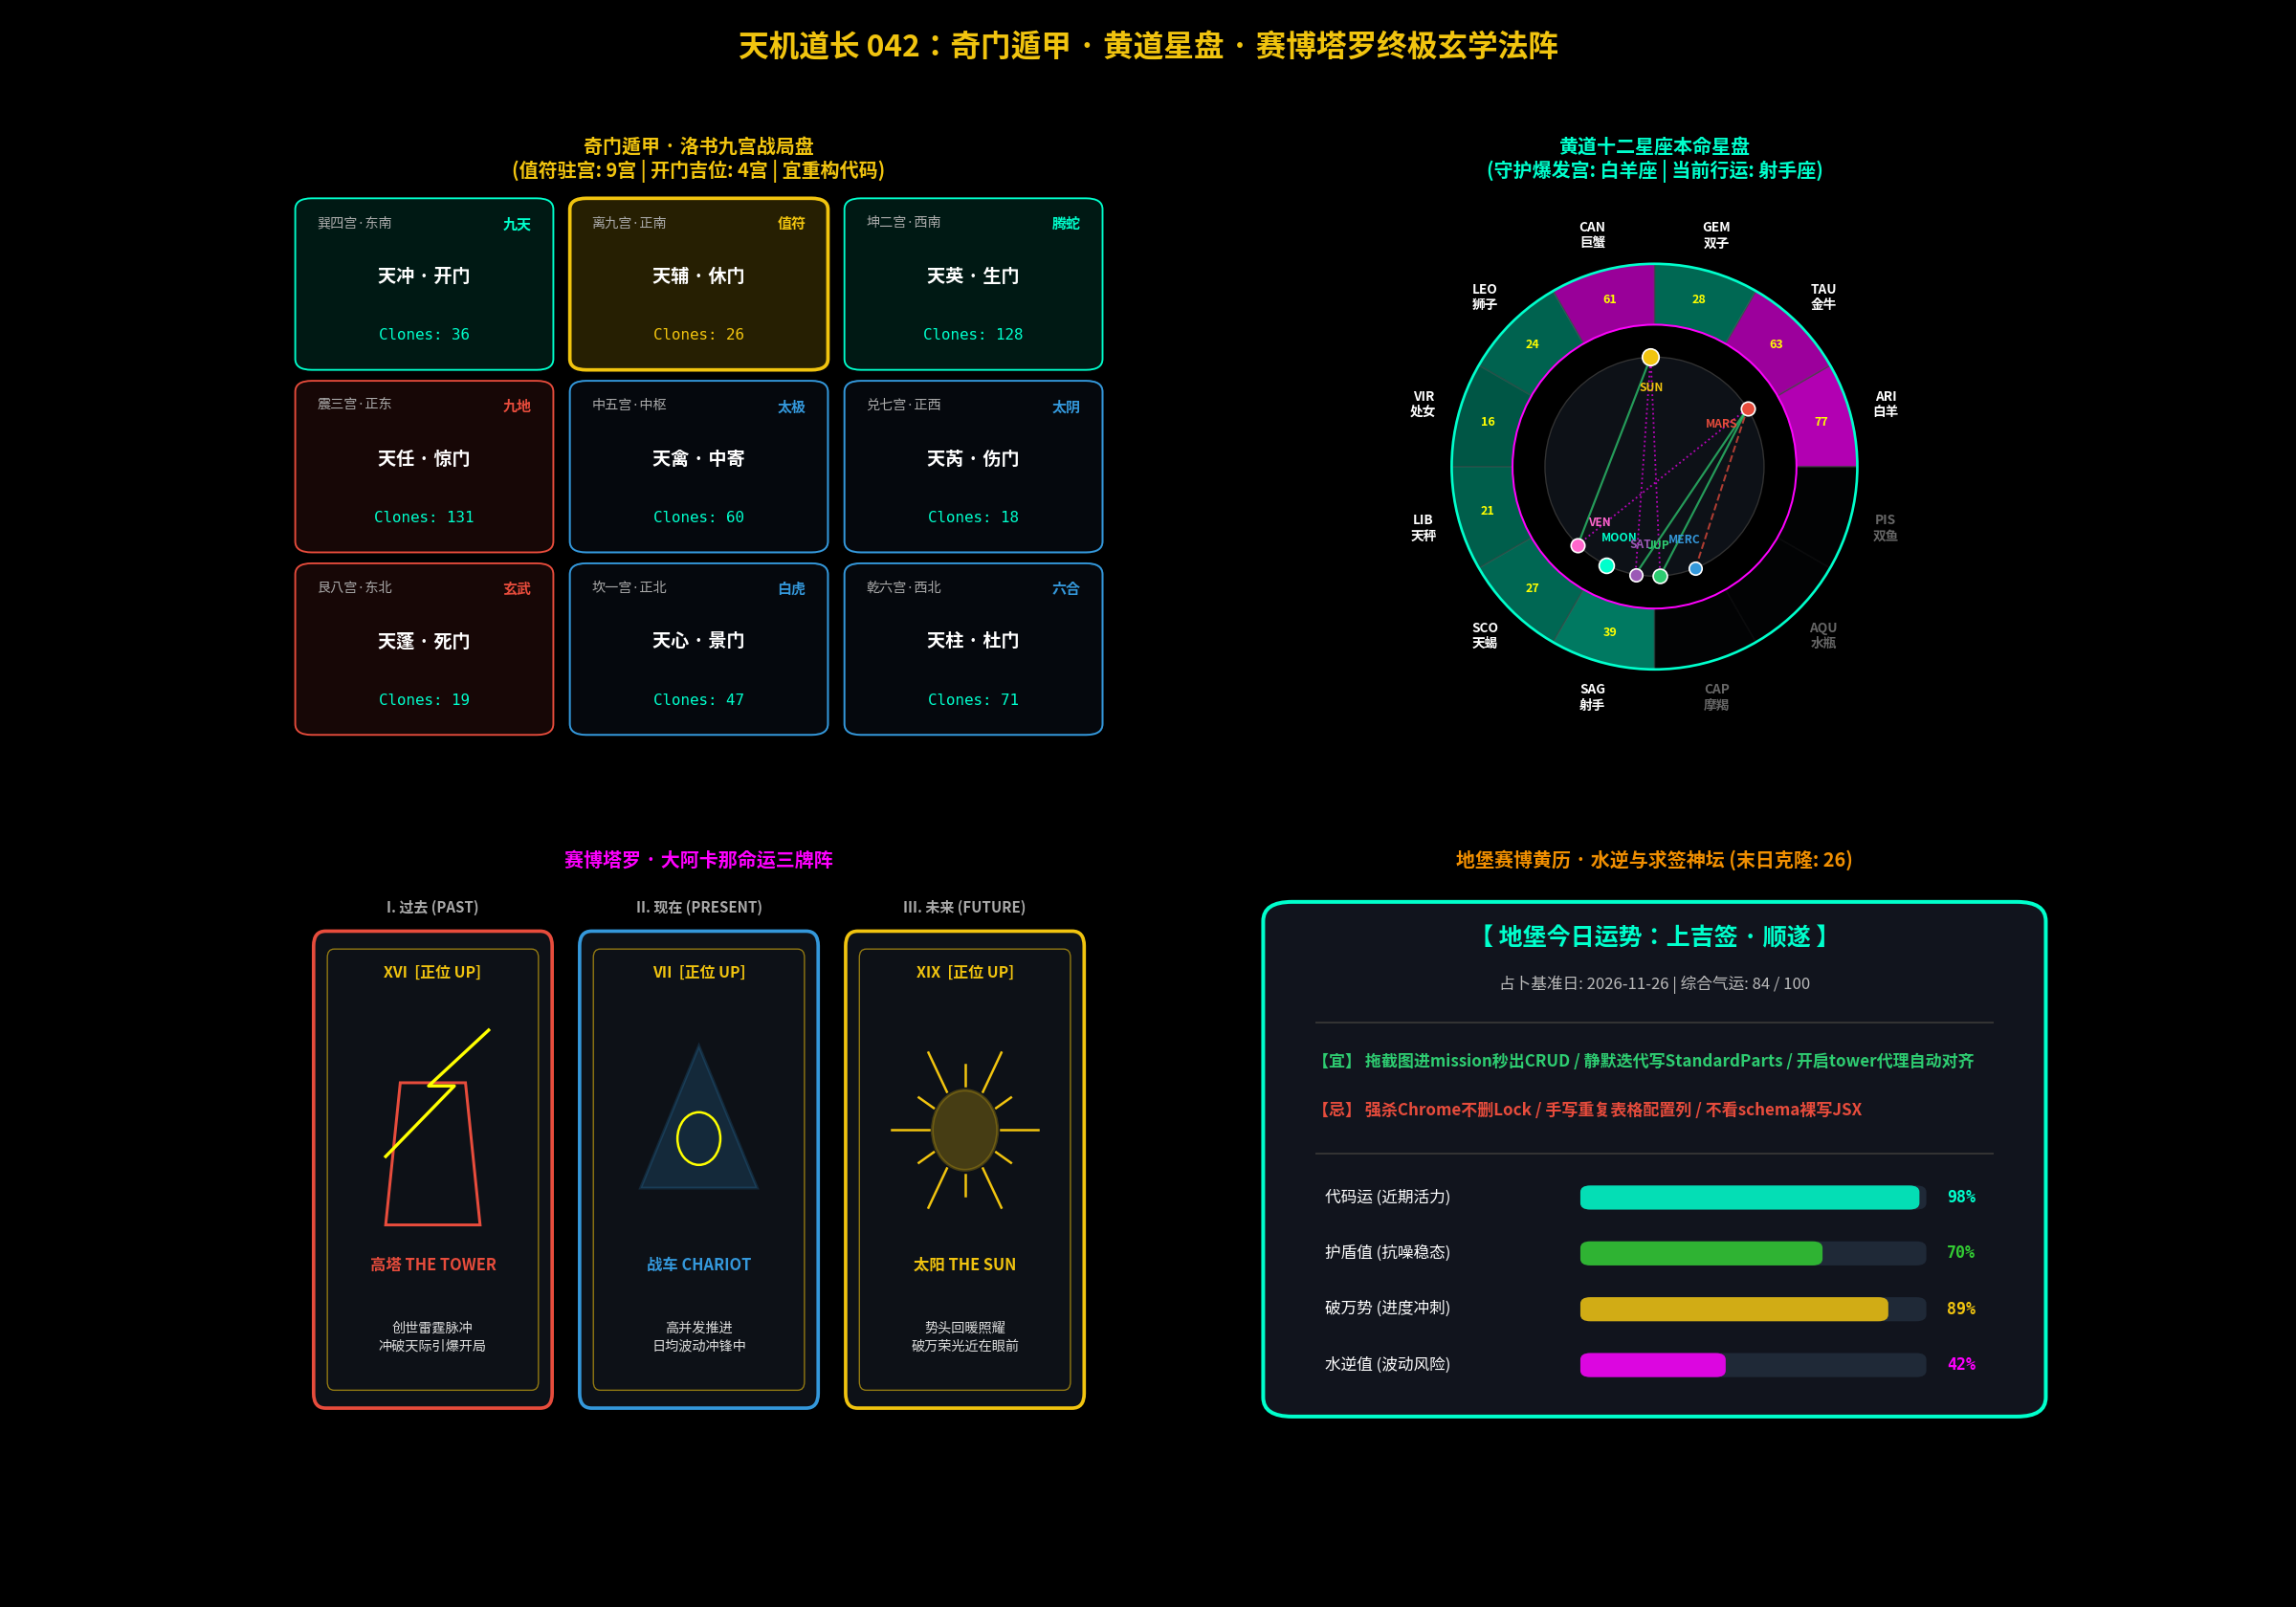 天机道长 042：奇门遁甲 · 黄道星盘 · 赛博塔罗终极玄学法阵
奇门遁甲 · 洛书九宫战局盘
(值符驻宫: 9宫 | 开门吉位: 4宫 | 宜重构代码)
巽四宫·东南
九天
天冲 · 开门
Clones: 36
离九宫·正南
值符
天辅 · 休门
Clones: 26
坤二宫·西南
腾蛇
天英 · 生门
Clones: 128
震三宫·正东
九地
天任 · 惊门
Clones: 131
中五宫·中枢
太极
天禽 · 中寄
Clones: 60
兑七宫·正西
太阴
天芮 · 伤门
Clones: 18
艮八宫·东北
玄武
天蓬 · 死门
Clones: 19
坎一宫·正北
白虎
天心 · 景门
Clones: 47
乾六宫·西北
六合
天柱 · 杜门
Clones: 71
黄道十二星座本命星盘
(守护爆发宫: 白羊座 | 当前行运: 射手座)
CAN
巨蟹
GEM
双子
LEO
狮子
TAU
金牛
61
28
24
63
VIR
处女
ARI
白羊
16
77
SUN
MARS
LIB
天秤
PIS
双鱼
21
VEN
MOON
SAT
JUP
MERC
27
39
SCO
天蝎
AQU
水瓶
SAG
射手
CAP
摩羯
赛博塔罗 · 大阿卡那命运三牌阵
I. 过去 (PAST)
XVI [正位 UP]
高塔 THE TOWER
创世雷霆脉冲
冲破天际引爆开局
II. 现在 (PRESENT)
VII [正位 UP]
战车 CHARIOT
高并发推进
日均波动冲锋中
III. 未来 (FUTURE)
XIX [正位 UP]
太阳 THE SUN
势头回暖照耀
破万荣光近在眼前
地堡赛博黄历 · 水逆与求签神坛 (末日克隆: 26)
【 地堡今日运势：上吉签 · 顺遂 】
占卜基准日: 2026-11-26 | 综合气运: 84 / 100
【宜】 拖截图进mission秒出CRUD / 静默迭代写StandardParts / 开启tower代理自动对齐
【忌】 强杀Chrome不删Lock / 手写重复表格配置列 / 不看schema裸写JSX
代码运 (近期活力)
98%
护盾值 (抗噪稳态)
70%
破万势 (进度冲刺)
89%
水逆值 (波动风险)
42%